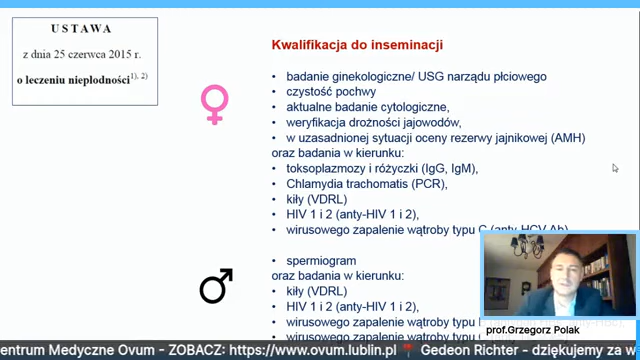 U S T A W A
z dnia 25 czerwca 2015 r.
o leczeniu niepłodności1), 2)
Kwalifikacja do inseminacji
• badanie ginekologiczne/ USG narządu płciowego
• czystość pochwy
• aktualne badanie cytologiczne,
• weryfikacja drożności jajowodów,
• w uzasadnionej sytuacji oceny rezerwy jajnikowej (AMH)
oraz badania w kierunku:
• toksoplazmozy i różyczki (IgG, IgM),
• Chlamydia trachomatis (PCR),
• kiły (VDRL)
• HIV 1 i 2 (anty-HIV 1 i 2),
• wirusowego zapalenie wątroby typu C (anty-HCV Ab)
• spermiogram
oraz badania w kierunku:
• kiły (VDRL)
• HIV 1 i 2 (anty-HIV 1 i 2),
• wirusowego zapalenie wątroby typu
• wirusowego zapalenie wątroby typu
prof.Grzegorz Polak
entrum Medyczne Ovum - ZOBACZ: https://www.ovum.lublin.pl 📍 Gedeon Richter - dziękujemy za w